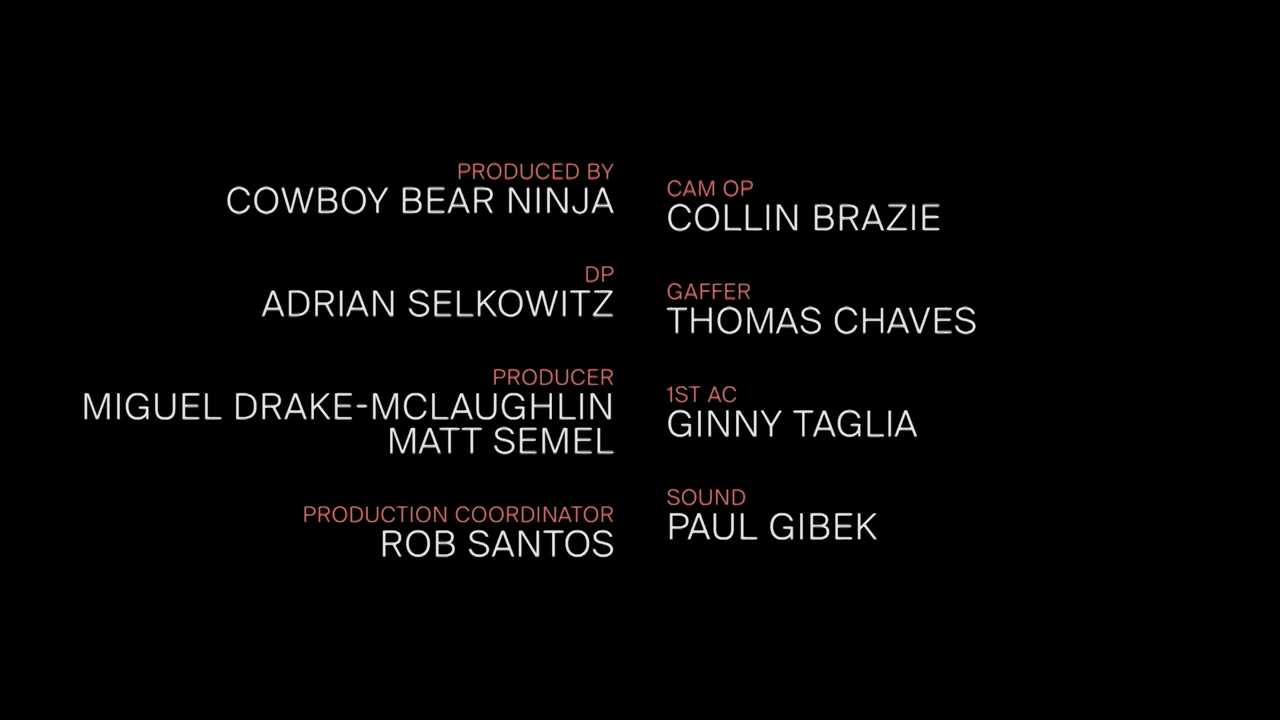 PRODUCED BY
COWBOY BEAR NINJA
DP
ADRIAN SELKOWITZ
PRODUCER
MIGUEL DRAKE-MCLAUGHLIN
MATT SEMEL
PRODUCTION COORDINATOR
ROB SANTOS
CAM OP
COLLIN BRAZIE
GAFFER
THOMAS CHAVES
1ST AC
GINNY TAGLIA
SOUND
PAUL GIBEK